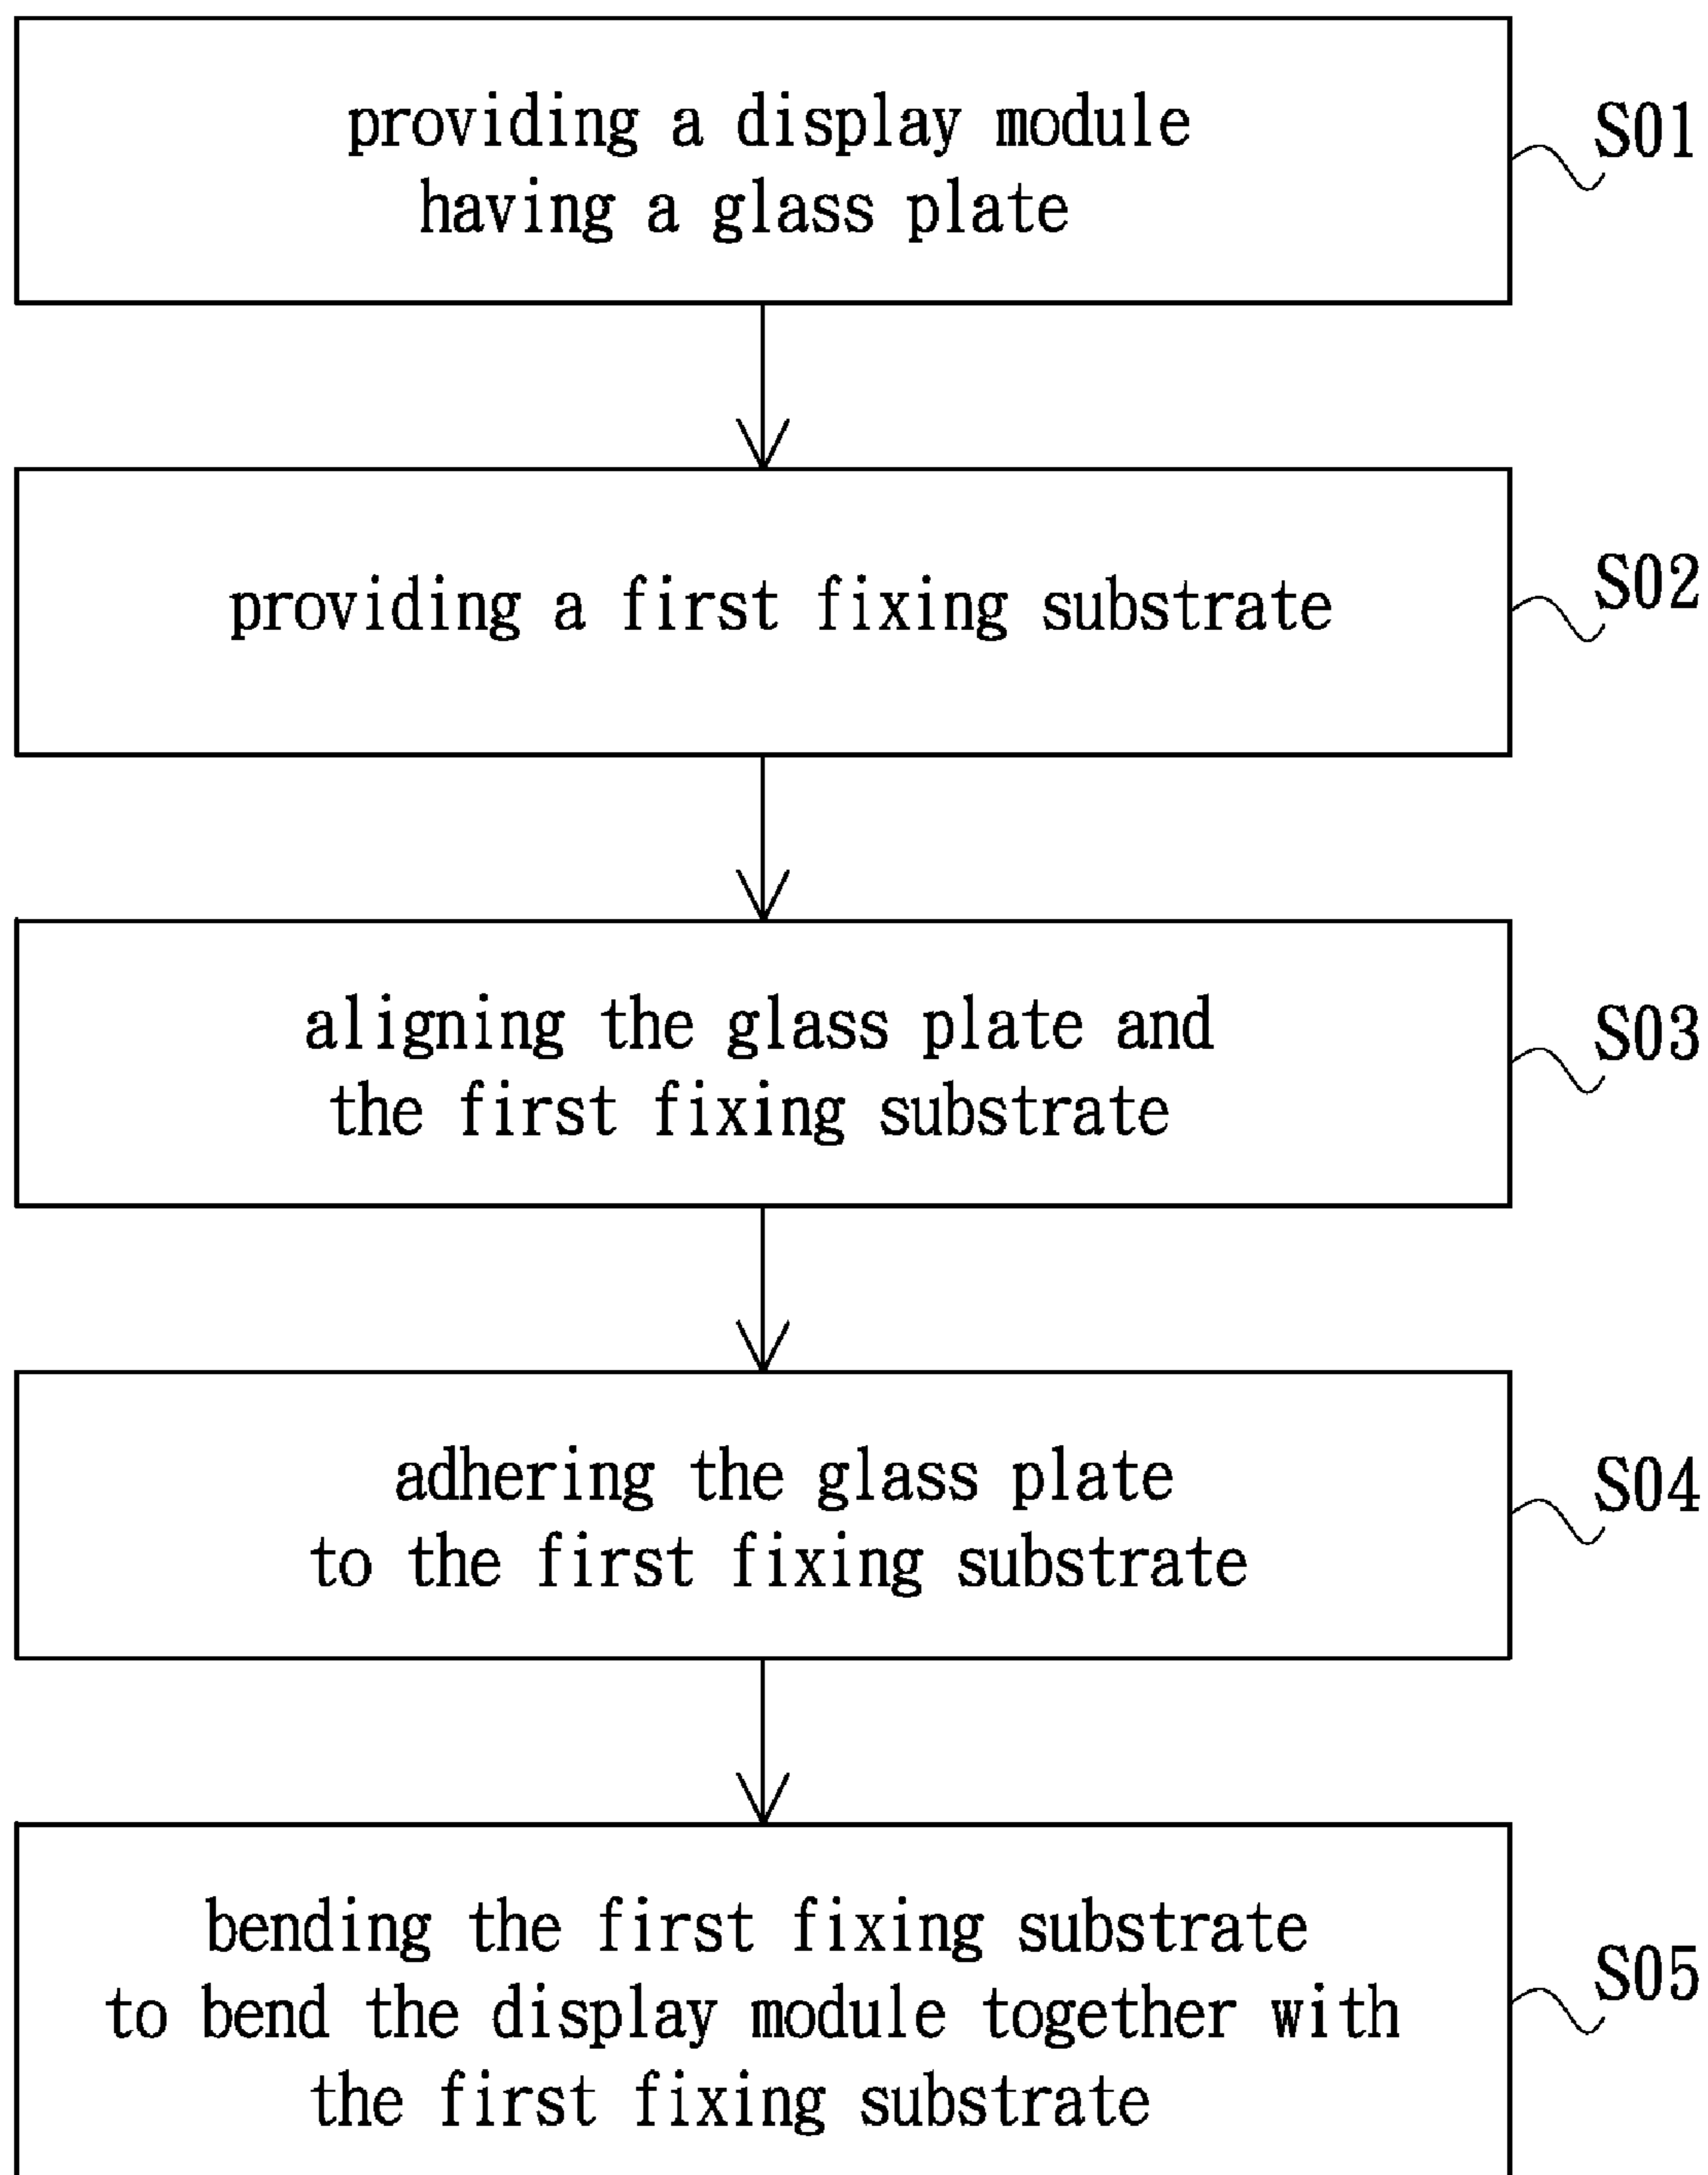 providing a display module
having a glass plate
S01
providing a first fixing substrate
S02
aligning the glass plate and
the first fixing substrate
S03
adhering the glass plate
to the first fixing substrate
S04
bending the first fixing substrate
to bend the display module together with
the first fixing substrate
S05